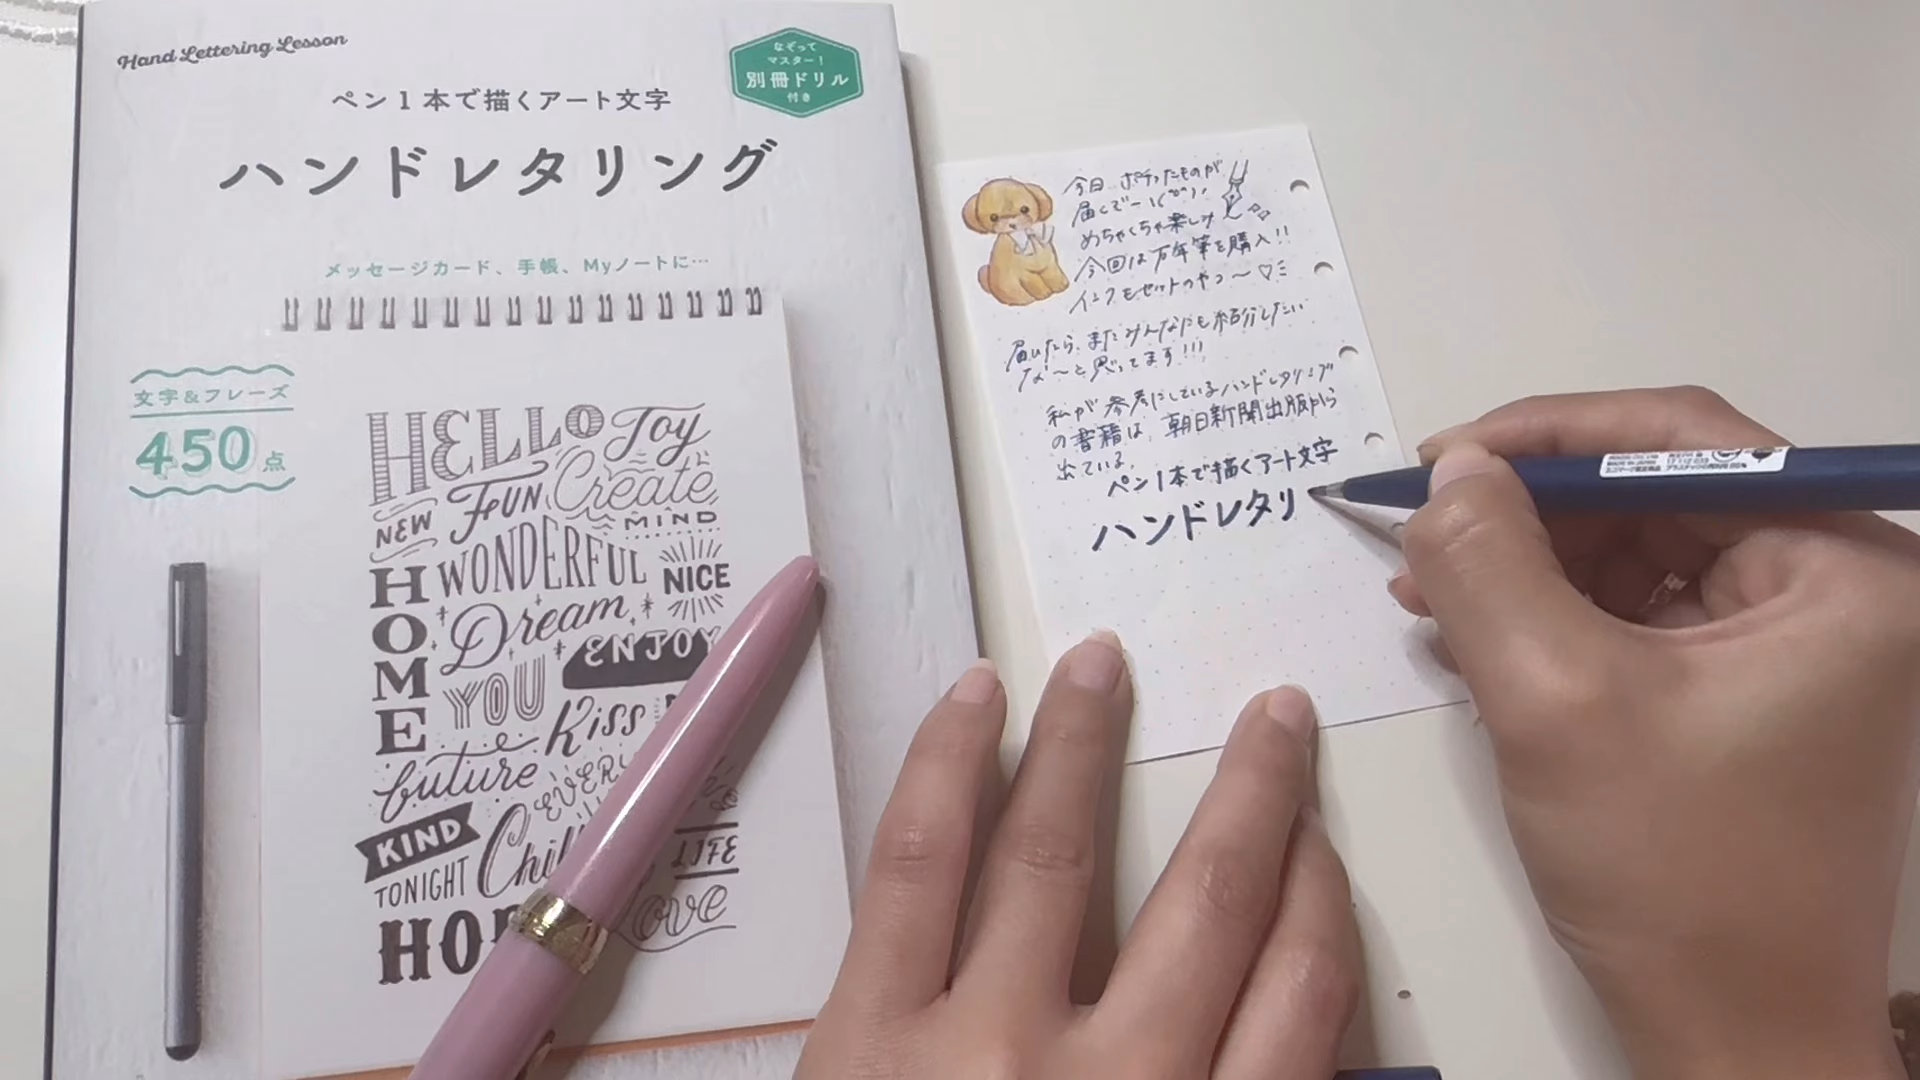 Hand Lettering Lesson
なぞって
マスター!
別冊ドリル
付き
ペン1本で描くアート文字
ハンドレタリング
メッセージカード、手帳、Myノートに…
文字&フレーズ
450点
HELLO Joy
NEW FUN Create
MIND
HOME WONDERFUL NICE
Dream
YOU ENJOY
Kiss
future
KIND
TONIGHT LIFE
Love
今日、ポチったものが
届くでー
めちゃくちゃ楽しみ
今回は万年筆を購入!!
インクもセットのやつ〜♡
届いたら、またみんなにも紹介したい
な〜と思ってます!!!
私が参考にしているハンドレタリング
の書籍は、朝日新聞出版から
出ている。
ペン1本で描くアート文字
ハンドレタリ